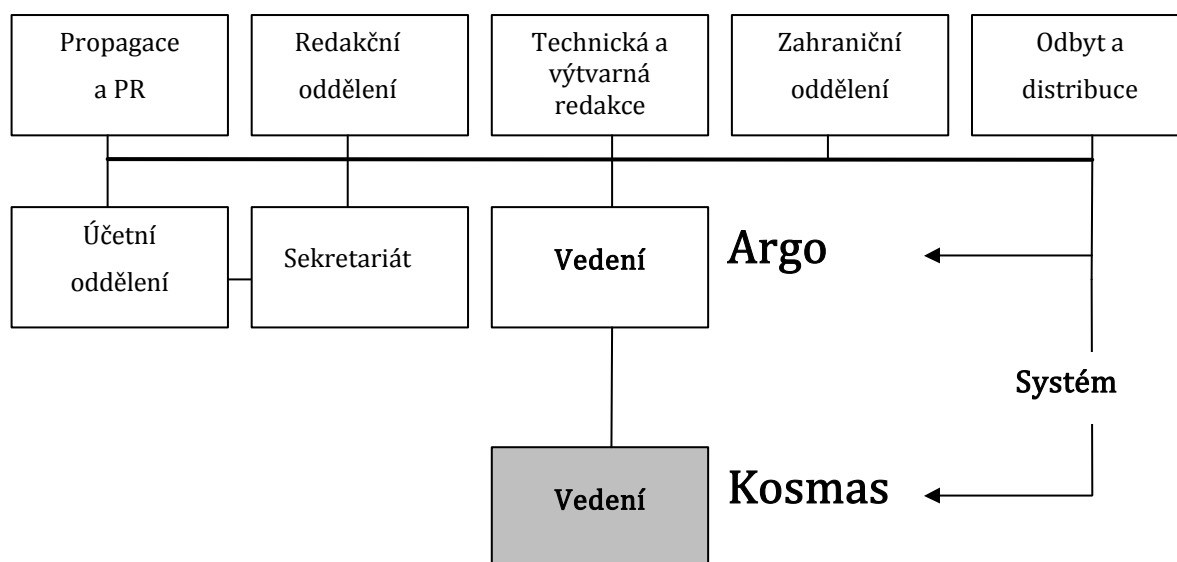 Propagace
a PR
Redakční
oddělení
Technická a
výtvarná
redakce
Zahraniční
oddělení
Odbyt a
distribuce
Účetní
oddělení
Sekretariát
Vedení
Argo
Systém
Vedení
Kosmas